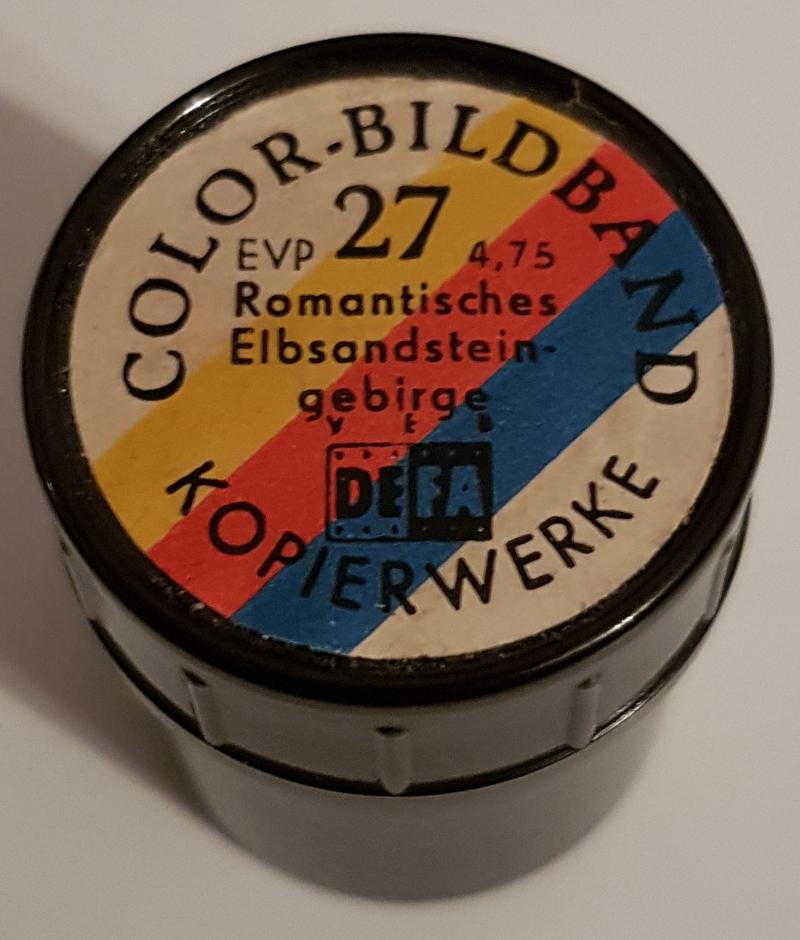 COLOR-BILDBAND
27
EVP 4,75
Romantisches
Elbsandstein-
gebirge
VEB
DEFA
KOPIERWERKE